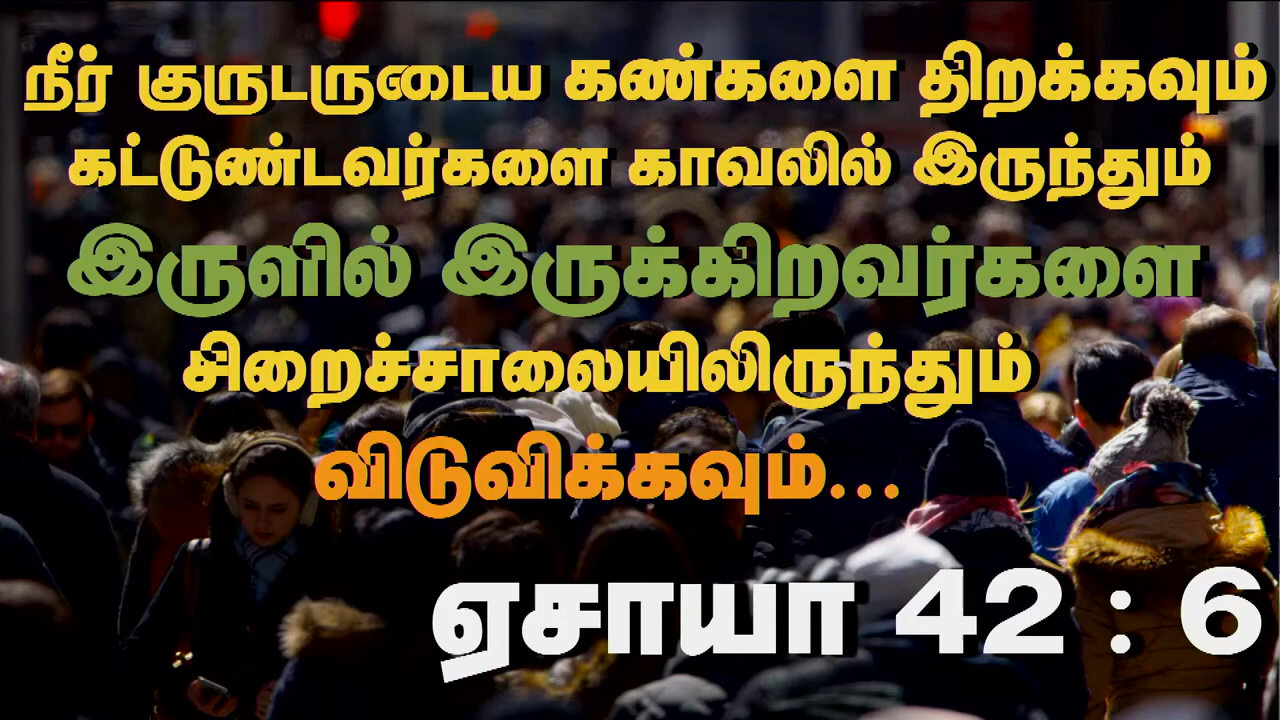 நீர் குருடருடைய கண்களை திறக்கவும்
கட்டுண்டவர்களை காவலில் இருந்தும்
இருளில் இருக்கிறவர்களை
சிறைச்சாலையிலிருந்தும்
விடுவிக்கவும்...
ஏசாயா 42 : 6